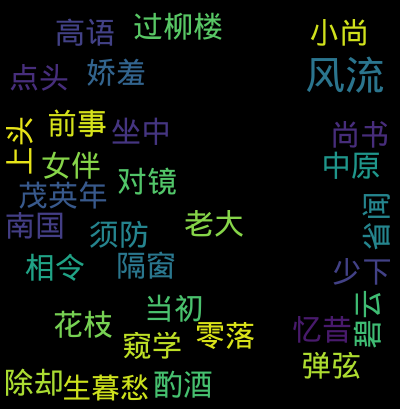 高语
过柳楼
小尚
点头
娇羞
风流
上头
前事
坐中
尚书
女伴
对镜
中原
茂英年
南国
须防
老大
省闻
相令
隔窗
少下
当初
花枝
窥学
零落
忆昔
碧云
弹弦
除却
生暮愁
酌酒